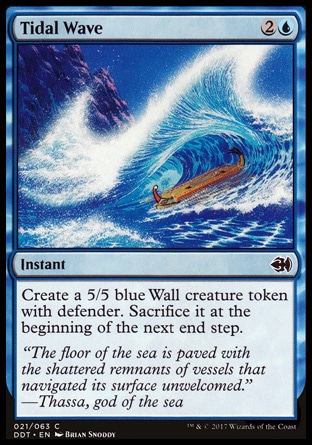 Tidal Wave 2
Instant
Create a 5/5 blue Wall creature token
with defender. Sacrifice it at the
beginning of the next end step.
“The floor of the sea is paved with
the shattered remnants of vessels that
navigated its surface unwelcomed.”
—Thassa, god of the sea
021/063 C
DDT • EN Brian Snoddy
™ & © 2017 Wizards of the Coast